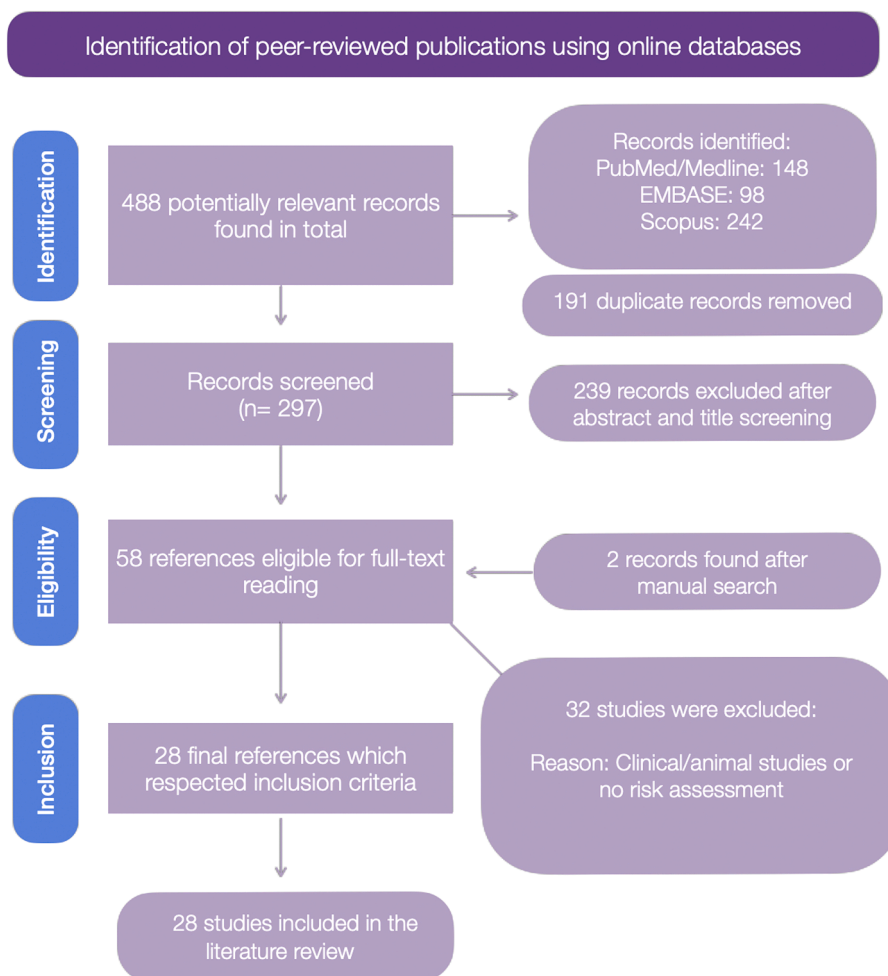 Identification of peer-reviewed publications using online databases
Identification
488 potentially relevant records
found in total
Records identified:
PubMed/Medline: 148
EMBASE: 98
Scopus: 242
191 duplicate records removed
Screening
Records screened
(n= 297)
239 records excluded after
abstract and title screening
Eligibility
58 references eligible for full-text
reading
2 records found after
manual search
32 studies were excluded:
Reason: Clinical/animal studies or
no risk assessment
Inclusion
28 final references which
respected inclusion criteria
28 studies included in the
literature review